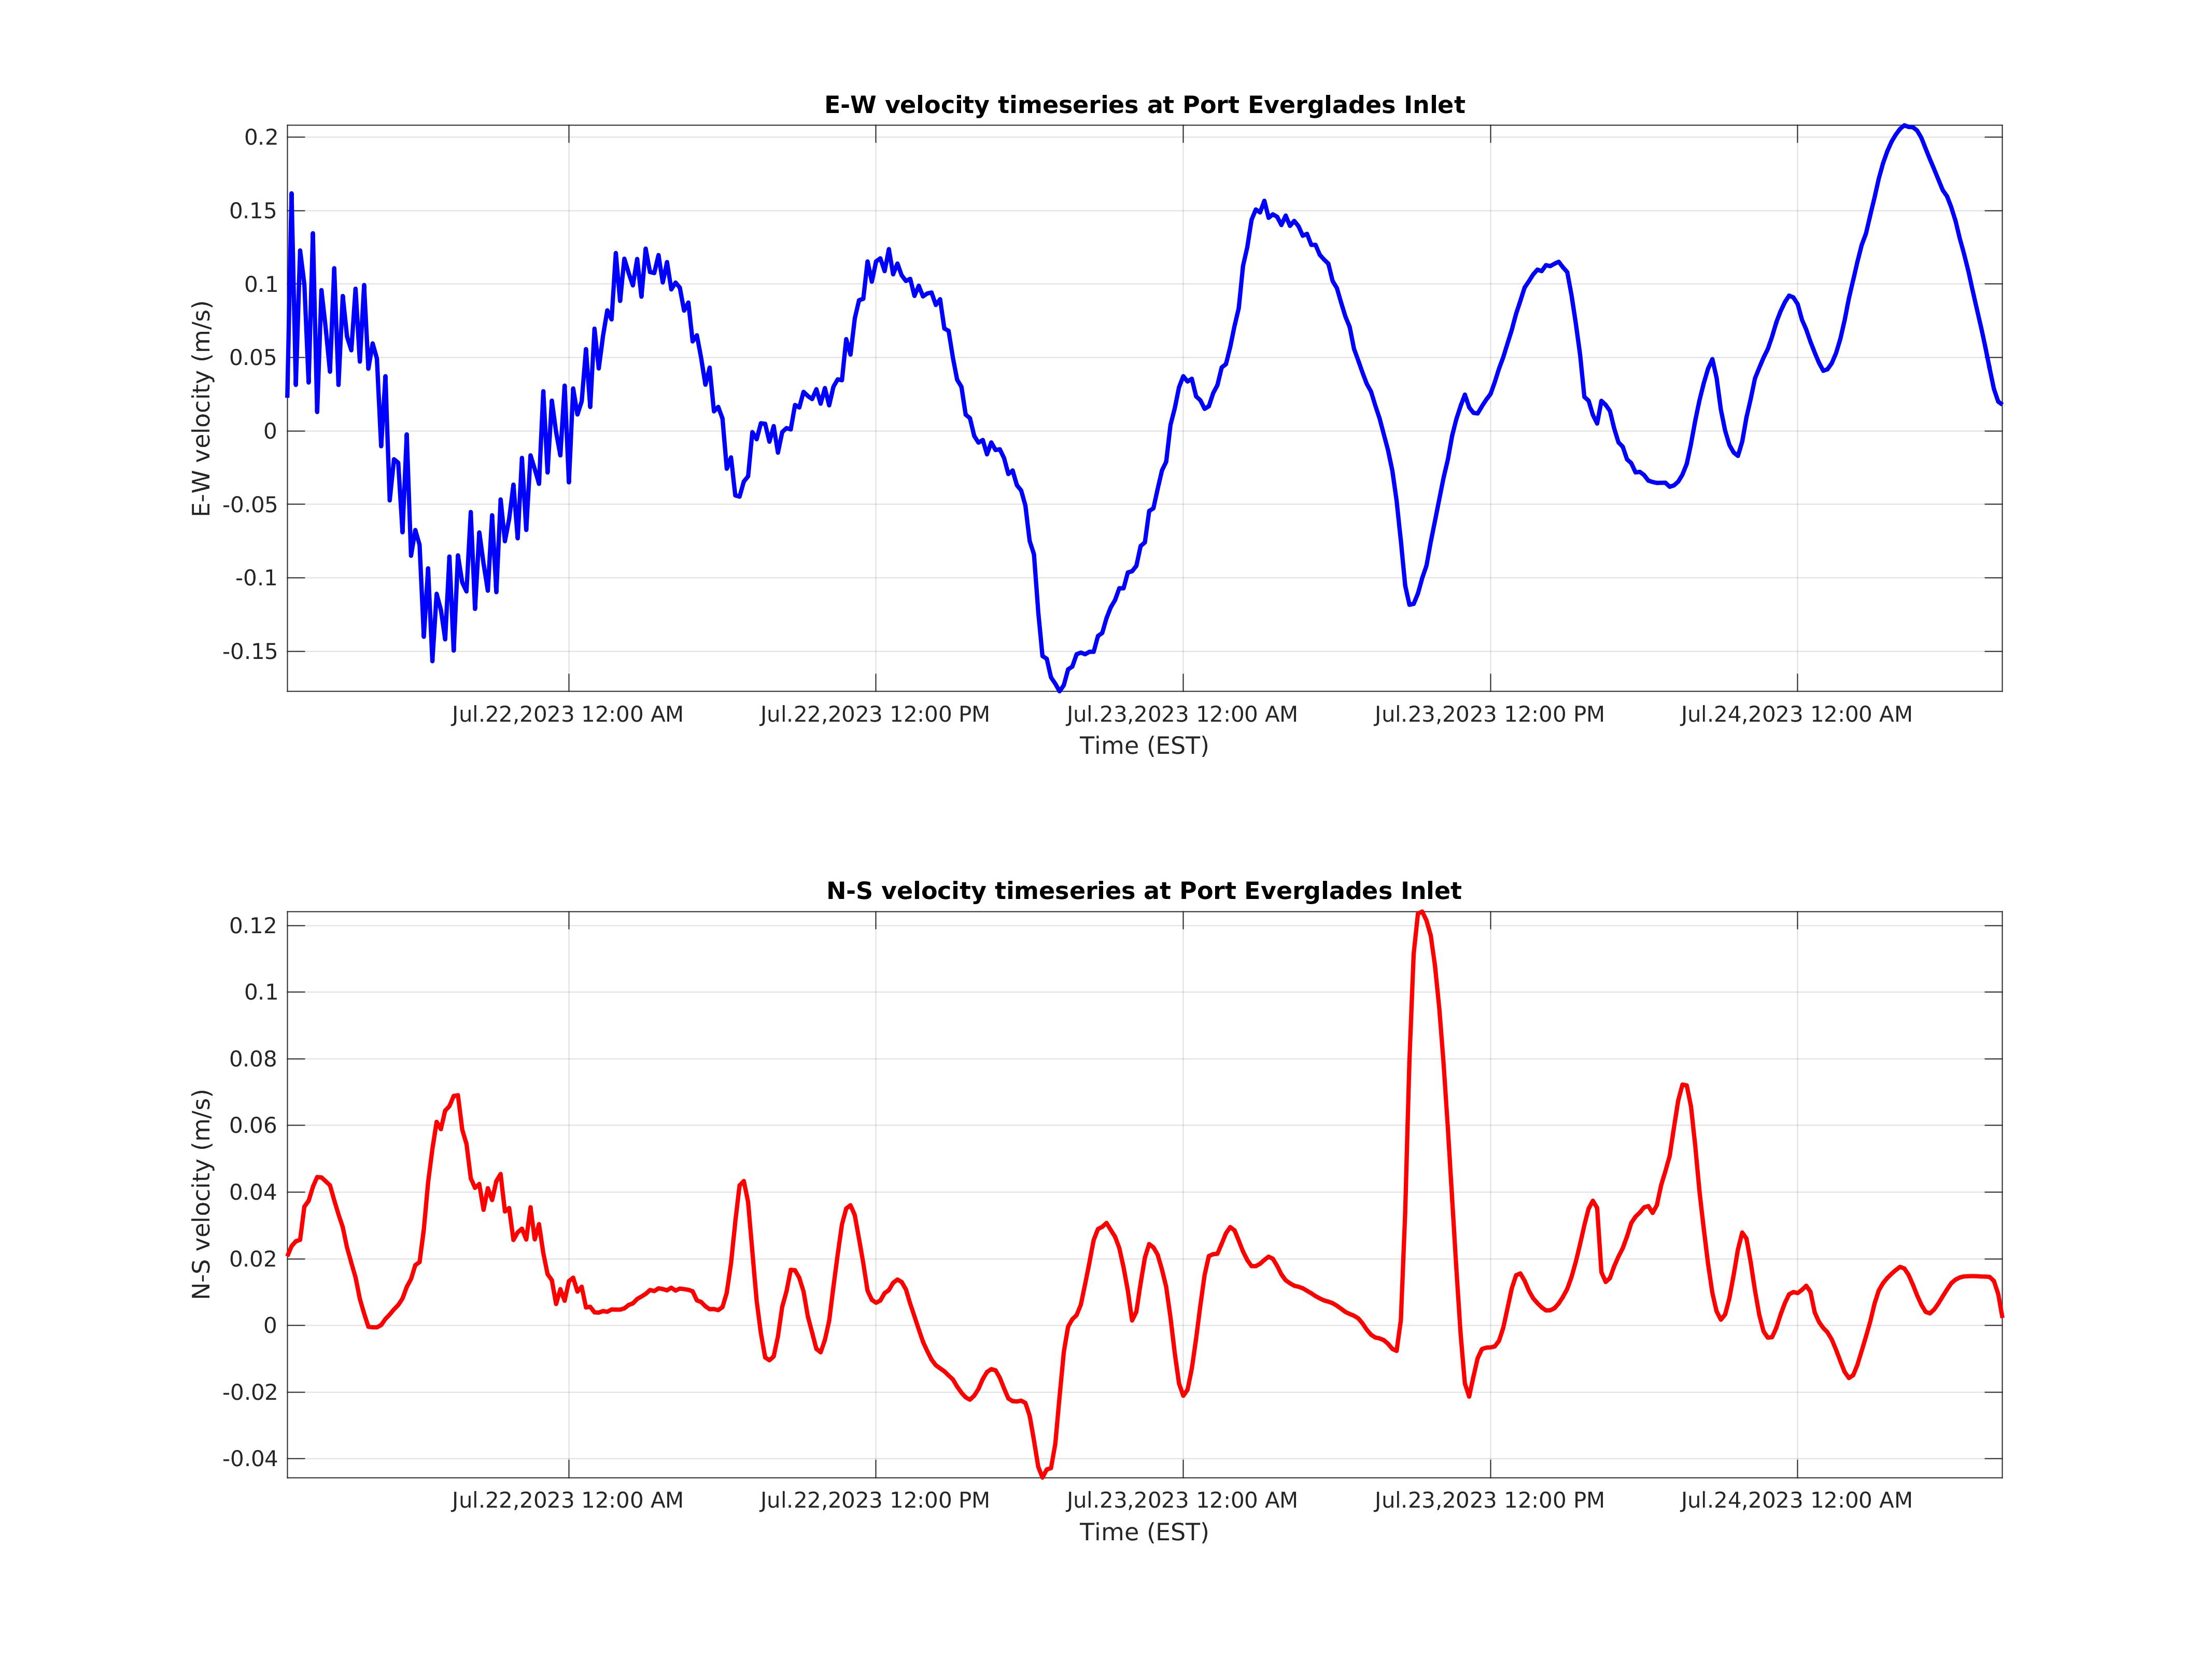 E-W velocity timeseries at Port Everglades Inlet
0.2
0.15
0.1
0.05
0
-0.05
-0.1
-0.15
E-W velocity (m/s)
Jul.22,2023 12:00 AM
Jul.22,2023 12:00 PM
Jul.23,2023 12:00 AM
Jul.23,2023 12:00 PM
Jul.24,2023 12:00 AM
Time (EST)
N-S velocity timeseries at Port Everglades Inlet
0.12
0.1
0.08
0.06
0.04
0.02
0
-0.02
-0.04
N-S velocity (m/s)
Jul.22,2023 12:00 AM
Jul.22,2023 12:00 PM
Jul.23,2023 12:00 AM
Jul.23,2023 12:00 PM
Jul.24,2023 12:00 AM
Time (EST)